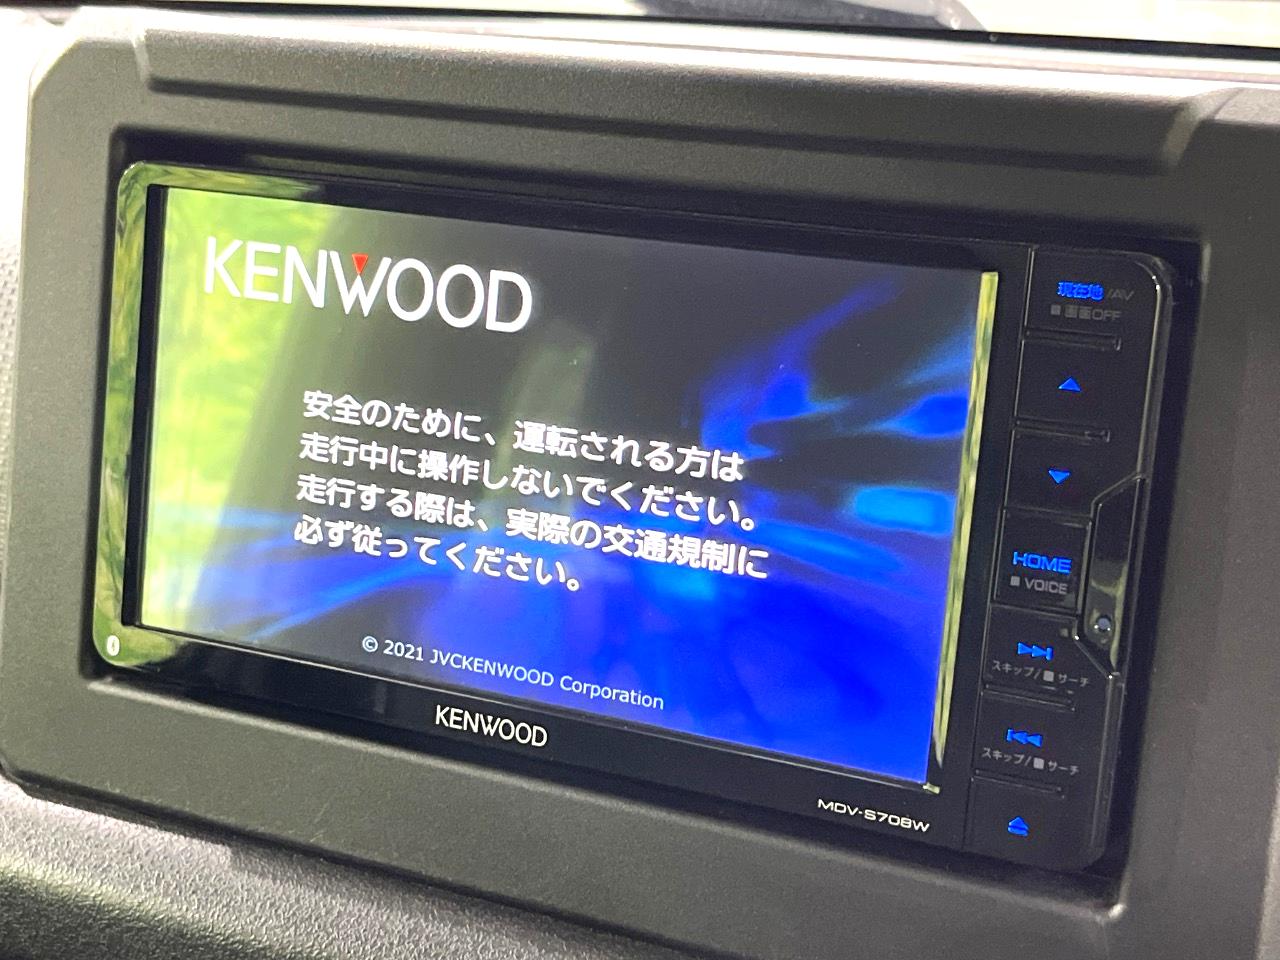 KENWOOD
安全のために、運転される方は
走行中に操作しないでください。
走行する際は、実際の交通規制に
必ず従ってください。
© 2021 JVCKENWOOD Corporation
KENWOOD
MDV-S708W
現在地/AV
■ 画面OFF
HOME
■ VOICE
スキップ/■サーチ
スキップ/■サーチ